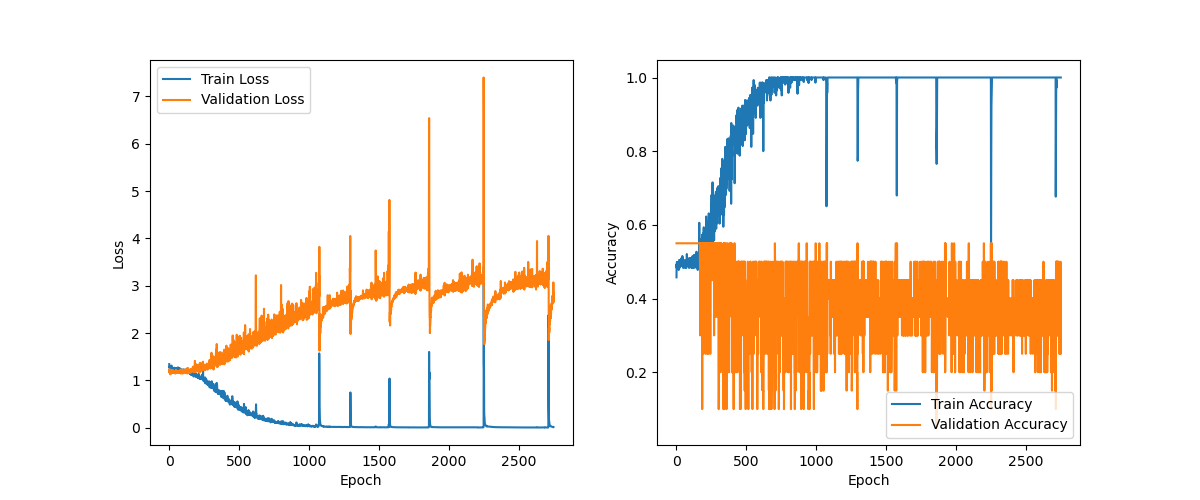 Train Loss
Validation Loss
7
6
5
4
3
2
1
0
Loss
0 500 1000 1500 2000 2500
Epoch
1.0
0.8
0.6
0.4
0.2
Accuracy
Train Accuracy
Validation Accuracy
0 500 1000 1500 2000 2500
Epoch